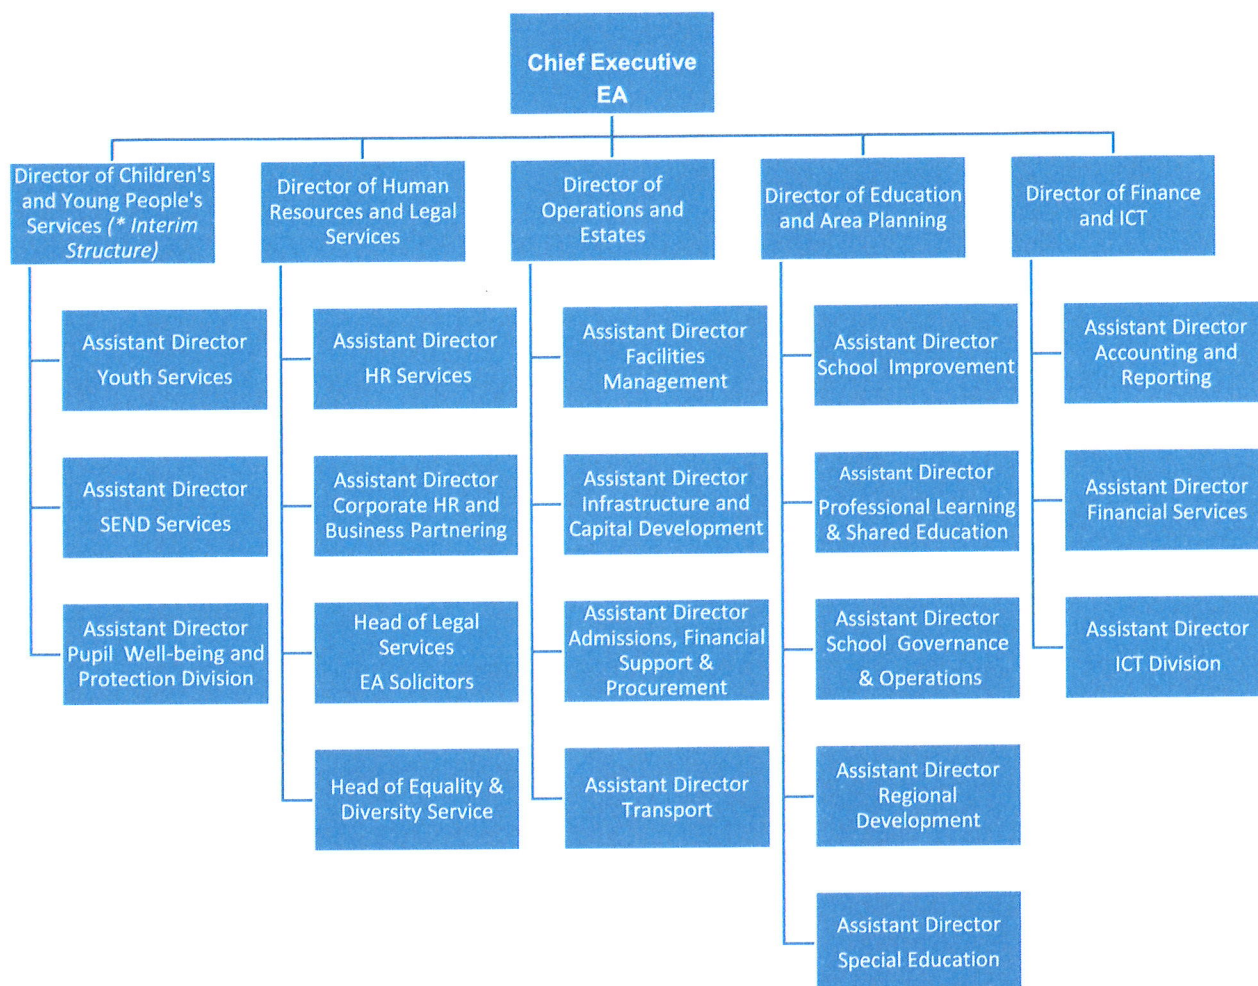 Chief Executive
EA
Director of Children's
and Young People's
Services (* Interim
Structure)
Assistant Director
Youth Services
Assistant Director
SEND Services
Assistant Director
Pupil Well-being and
Protection Division
Director of Human
Resources and Legal
Services
Assistant Director
HR Services
Assistant Director
Corporate HR and
Business Partnering
Head of Legal
Services
EA Solicitors
Head of Equality &
Diversity Service
Director of
Operations and
Estates
Assistant Director
Facilities
Management
Assistant Director
Infrastructure and
Capital Development
Assistant Director
Admissions, Financial
Support &
Procurement
Assistant Director
Transport
Director of Education
and Area Planning
Assistant Director
School Improvement
Assistant Director
Professional Learning
& Shared Education
Assistant Director
School Governance
& Operations
Assistant Director
Regional
Development
Assistant Director
Special Education
Director of Finance
and ICT
Assistant Director
Accounting and
Reporting
Assistant Director
Financial Services
Assistant Director
ICT Division